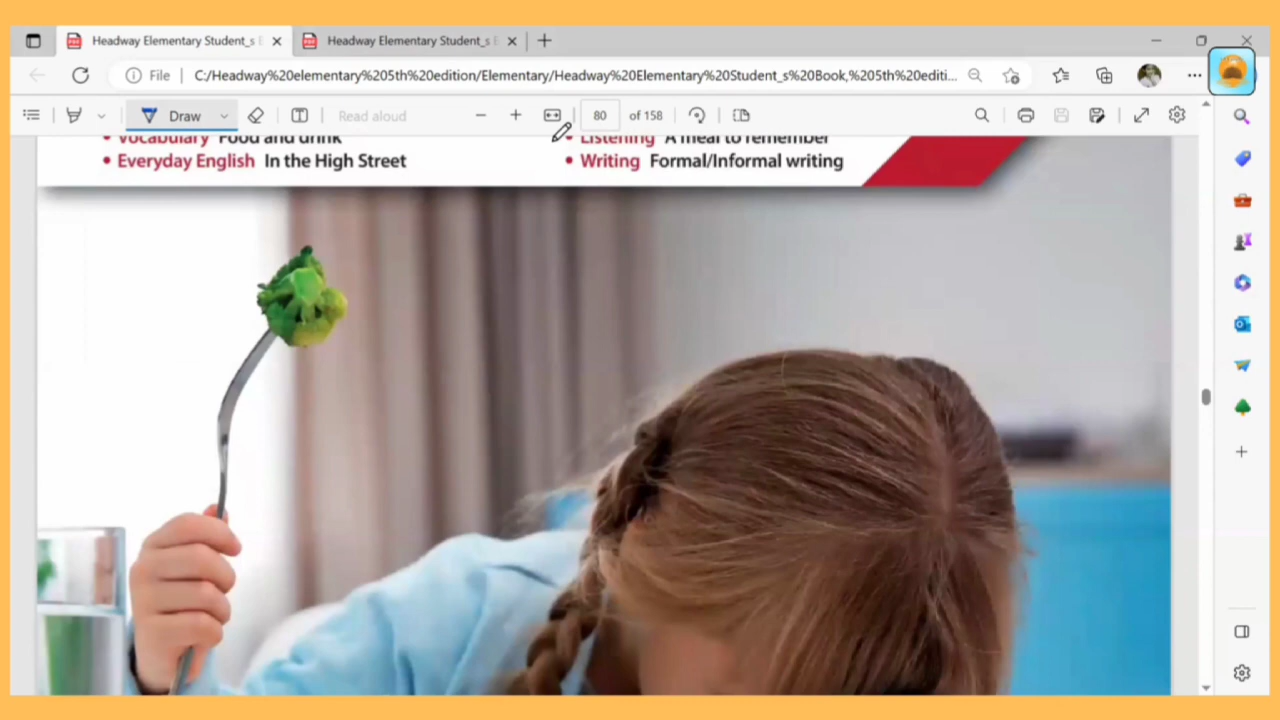 Headway Elementary Student_s E
Headway Elementary Student_s E
File
C:/Headway%20elementary%205th%20edition/Elementary/Headway%20Elementary%20Student_s%20Book,%205th%20editi...
Draw
Read aloud
80 of 158
• Vocabulary Food and drink
• Listening A meal to remember
• Everyday English In the High Street
• Writing Formal/Informal writing